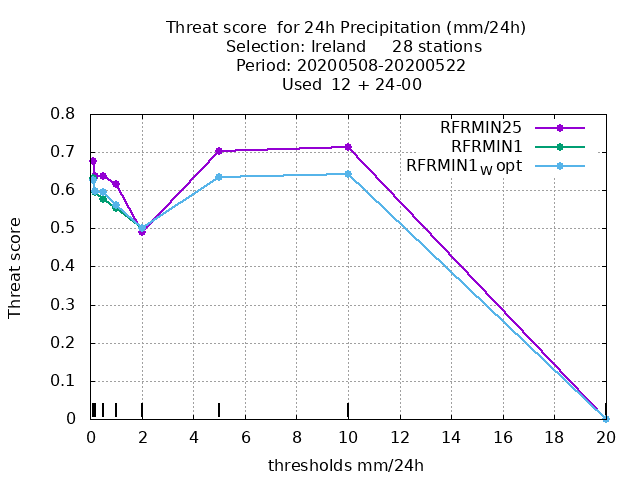 Threat score  for 24h Precipitation (mm/24h)
Selection: Ireland     28 stations
Period: 20200508-20200522
Used  12 + 24-00
RFRMIN25
RFRMIN1
RFRMIN1W opt
Threat score
0.8
0.7
0.6
0.5
0.4
0.3
0.2
0.1
0
0 2 4 6 8 10 12 14 16 18 20
thresholds mm/24h